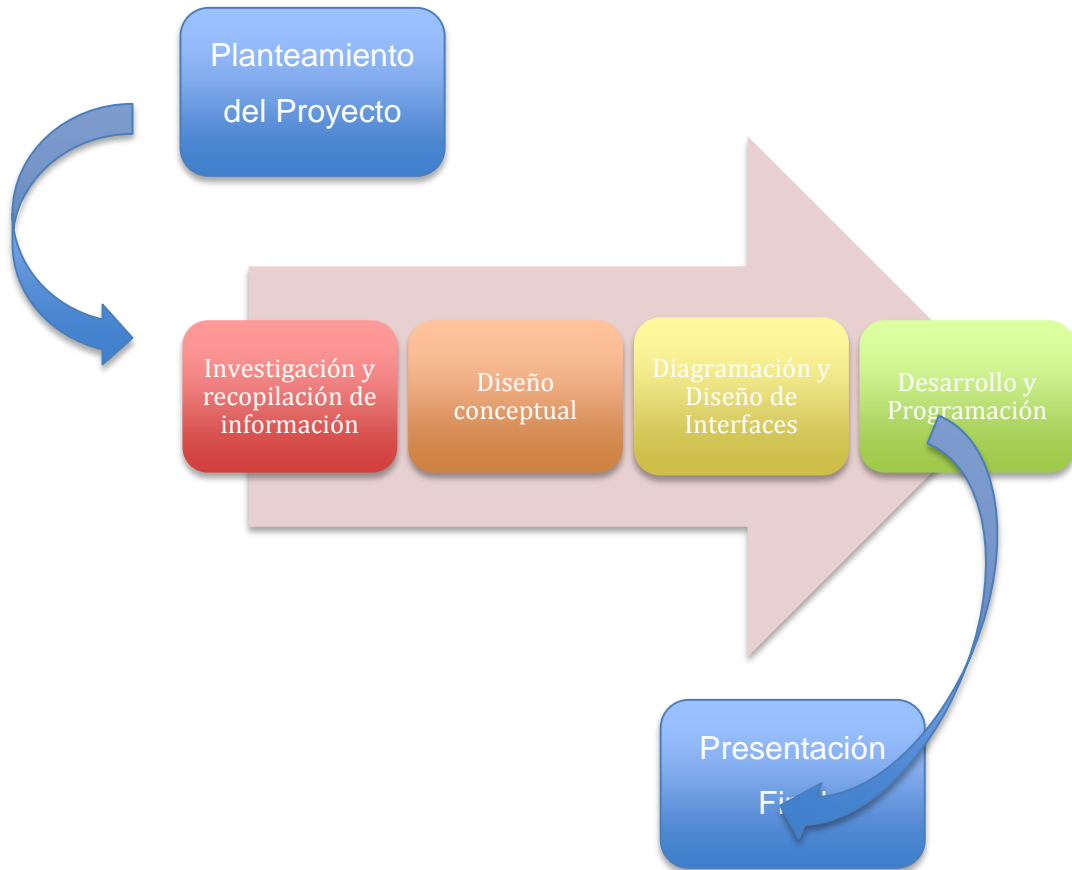 Planteamiento
del Proyecto
Investigación y
recopilación de
información
Diseño
conceptual
Diagramación y
Diseño de
Interfaces
Desarrollo y
Programación
Presentación